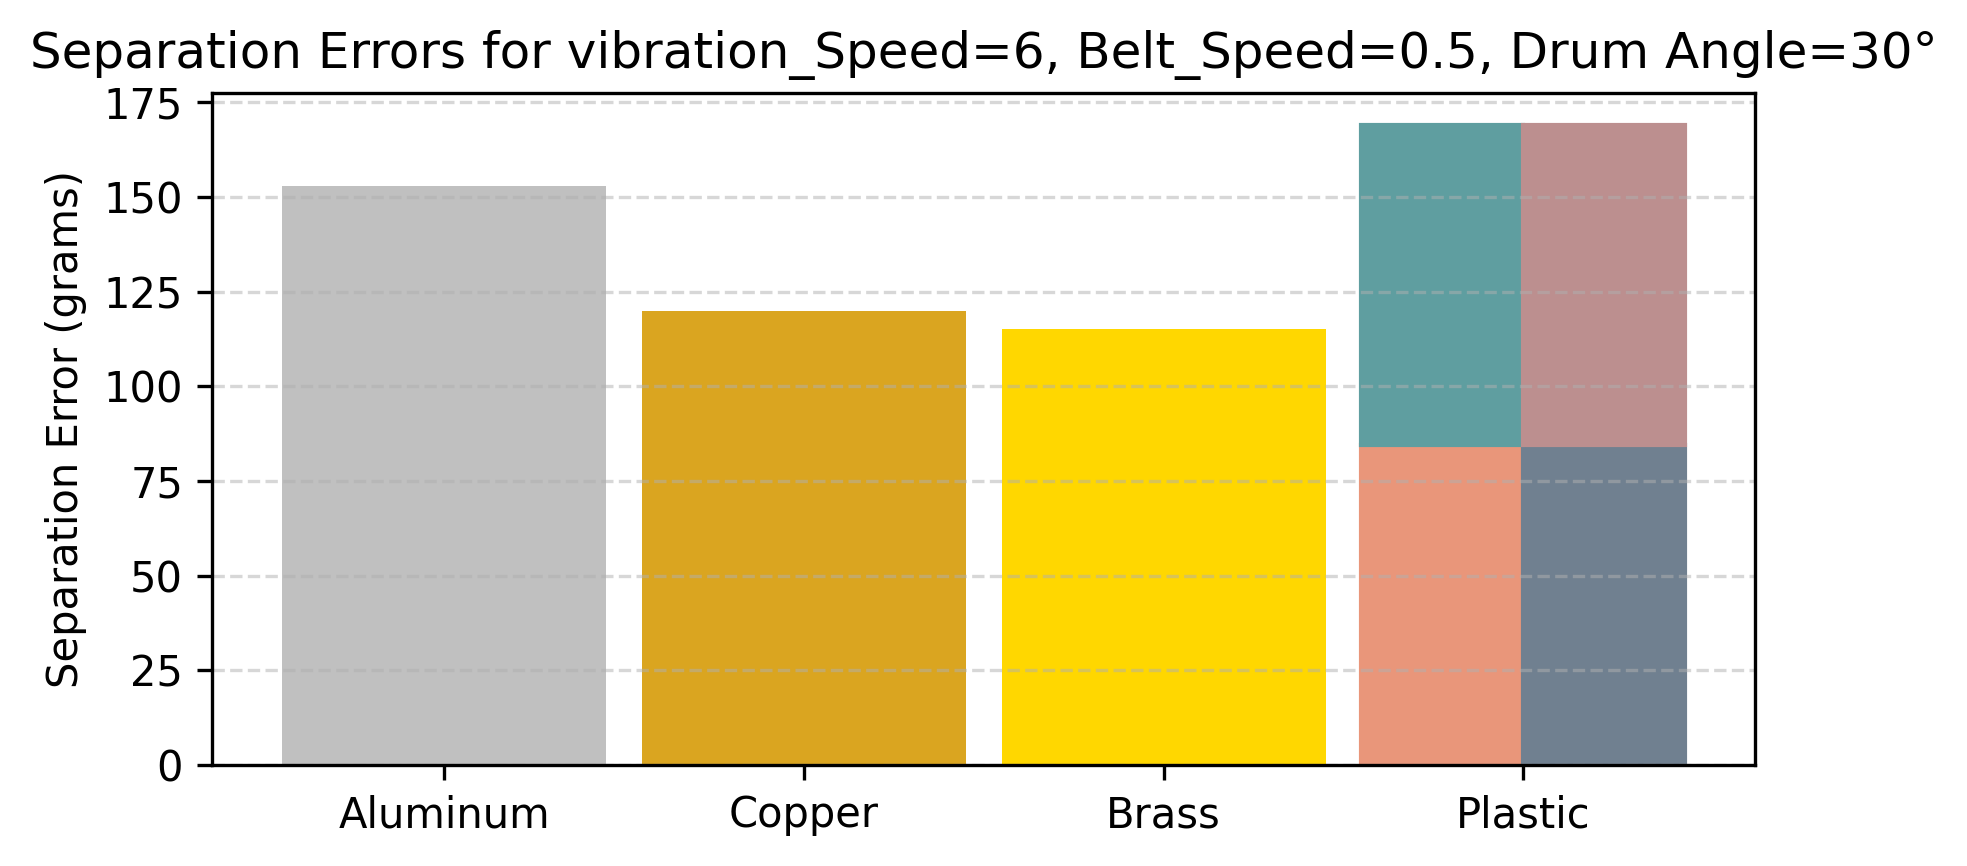 Separation Errors for vibration_Speed=6, Belt_Speed=0.5, Drum Angle=30°
Separation Error (grams)
175
150
125
100
75
50
25
0
Aluminum
Copper
Brass
Plastic